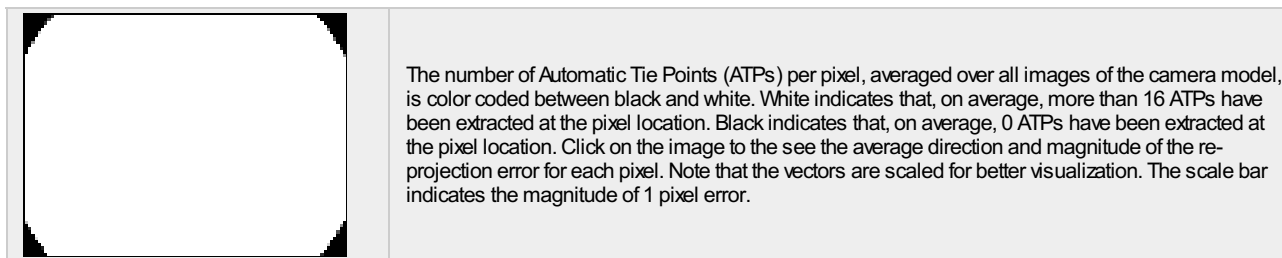 The number of Automatic Tie Points (ATPs) per pixel, averaged over all images of the camera model,
is color coded between black and white. White indicates that, on average, more than 16 ATPs have
been extracted at the pixel location. Black indicates that, on average, 0 ATPs have been extracted at
the pixel location. Click on the image to the see the average direction and magnitude of the re-
projection error for each pixel. Note that the vectors are scaled for better visualization. The scale bar
indicates the magnitude of 1 pixel error.